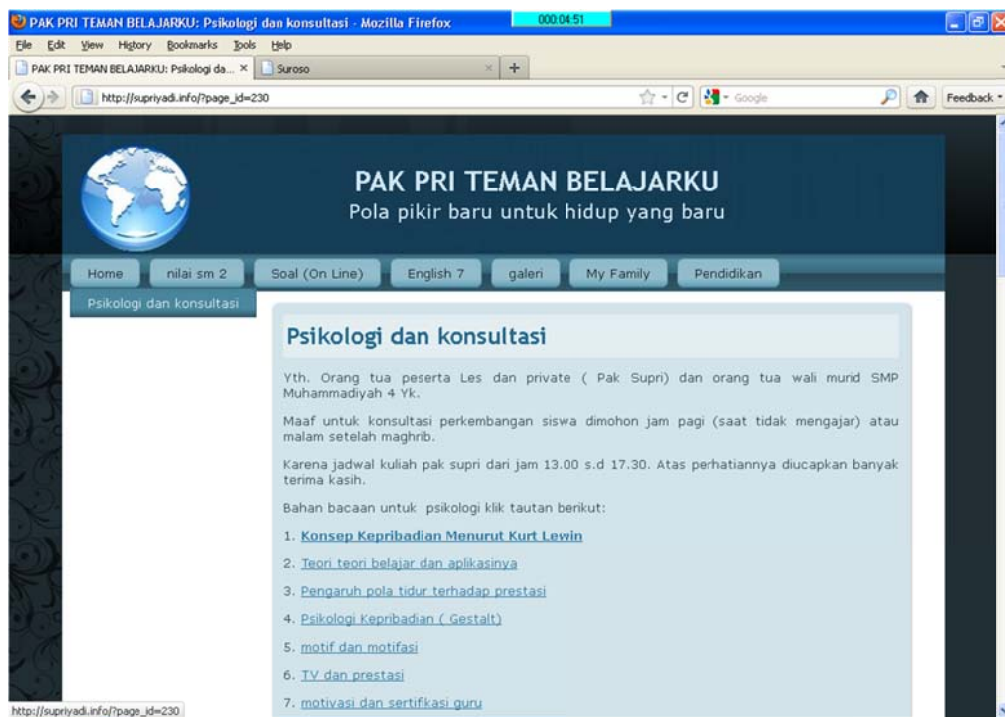 PAK PRI TEMAN BELAJARKU: Psikologi dan konsultasi - Mozilla Firefox
000:04:51
File Edit View History Bookmarks Tools Help
PAK PRI TEMAN BELAJARKU: Psikologi da... × Suroso × +
http://supriyadi.info/?page_id=230 Google Feedback
PAK PRI TEMAN BELAJARKU
Pola pikir baru untuk hidup yang baru
Home nilai sm 2 Soal (On Line) English 7 galeri My Family Pendidikan
Psikologi dan konsultasi
Psikologi dan konsultasi
Yth. Orang tua peserta Les dan private ( Pak Supri) dan orang tua wali murid SMP
Muhammadiyah 4 Yk.
Maaf untuk konsultasi perkembangan siswa dimohon jam pagi (saat tidak mengajar) atau
malam setelah maghrib.
Karena jadwal kuliah pak supri dari jam 13.00 s.d 17.30. Atas perhatiannya diucapkan banyak
terima kasih.
Bahan bacaan untuk psikologi klik tautan berikut:
1. Konsep Kepribadian Menurut Kurt Lewin
2. Teori teori belajar dan aplikasinya
3. Pengaruh pola tidur terhadap prestasi
4. Psikologi Kepribadian ( Gestalt)
5. motif dan motifasi
6. TV dan prestasi
7. motivasi dan sertifkasi guru
http://supriyadi.info/?page_id=230